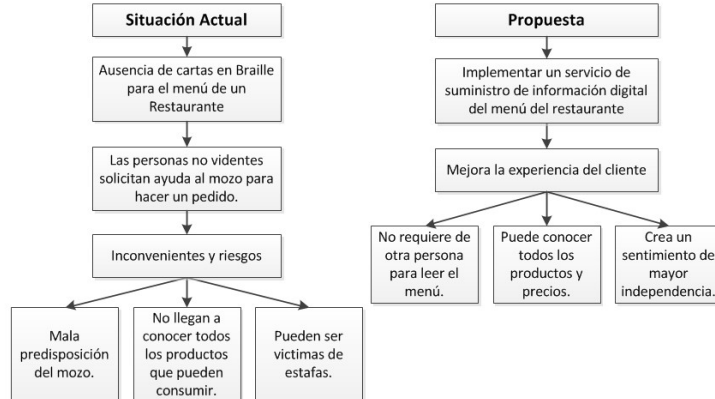 Situación Actual
Ausencia de cartas en Braille
para el menú de un
Restaurante
Las personas no videntes
solicitan ayuda al mozo para
hacer un pedido.
Inconvenientes y riesgos
Mala
predisposición
del mozo.
No llegan a
conocer todos
los productos
que pueden
consumir.
Pueden ser
victimas de
estafas.
Propuesta
Implementar un servicio de
suministro de información digital
del menú del restaurante
Mejora la experiencia del cliente
No requiere de
otra persona
para leer el
menú.
Puede conocer
todos los
productos y
precios.
Crea un
sentimiento de
mayor
independencia.